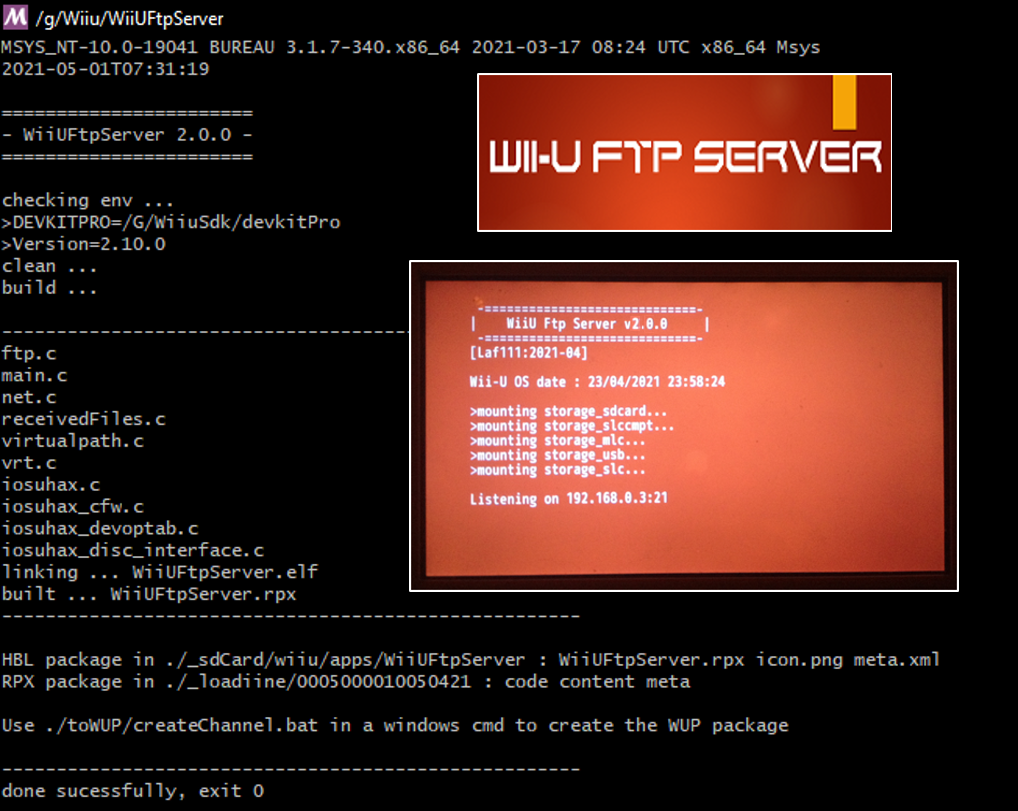 M /g/Wiiu/WiiUFtpServer
MSYS_NT-10.0-19041 BUREAU 3.1.7-340.x86_64 2021-03-17 08:24 UTC x86_64 Msys
2021-05-01T07:31:19
=======================
- WiiUFtpServer 2.0.0 -
=======================
WII-U FTP SERVER
checking env ...
>DEVKITPRO=/G/WiiuSdk/devkitPro
>Version=2.10.0
clean ...
build ...
--------------------------------------
ftp.c
main.c
net.c
receivedFiles.c
virtualpath.c
vrt.c
iosuhax.c
iosuhax_cfw.c
iosuhax_devoptab.c
iosuhax_disc_interface.c
linking ... WiiUFtpServer.elf
built ... WiiUFtpServer.rpx
-----------------------------------------------------
-=============================-
| WiiU Ftp Server v2.0.0 |
-=============================-
[Laf111:2021-04]
Wii-U OS date : 23/04/2021 23:58:24
>mounting storage_sdcard...
>mounting storage_slccmpt...
>mounting storage_mlc...
>mounting storage_usb...
>mounting storage_slc...
Listening on 192.168.0.3:21
HBL package in ./_sdCard/wiiu/apps/WiiUFtpServer : WiiUFtpServer.rpx icon.png meta.xml
RPX package in ./_loadiine/0005000010050421 : code content meta
Use ./toWUP/createChannel.bat in a windows cmd to create the WUP package
-----------------------------------------------------
done sucessfully, exit 0